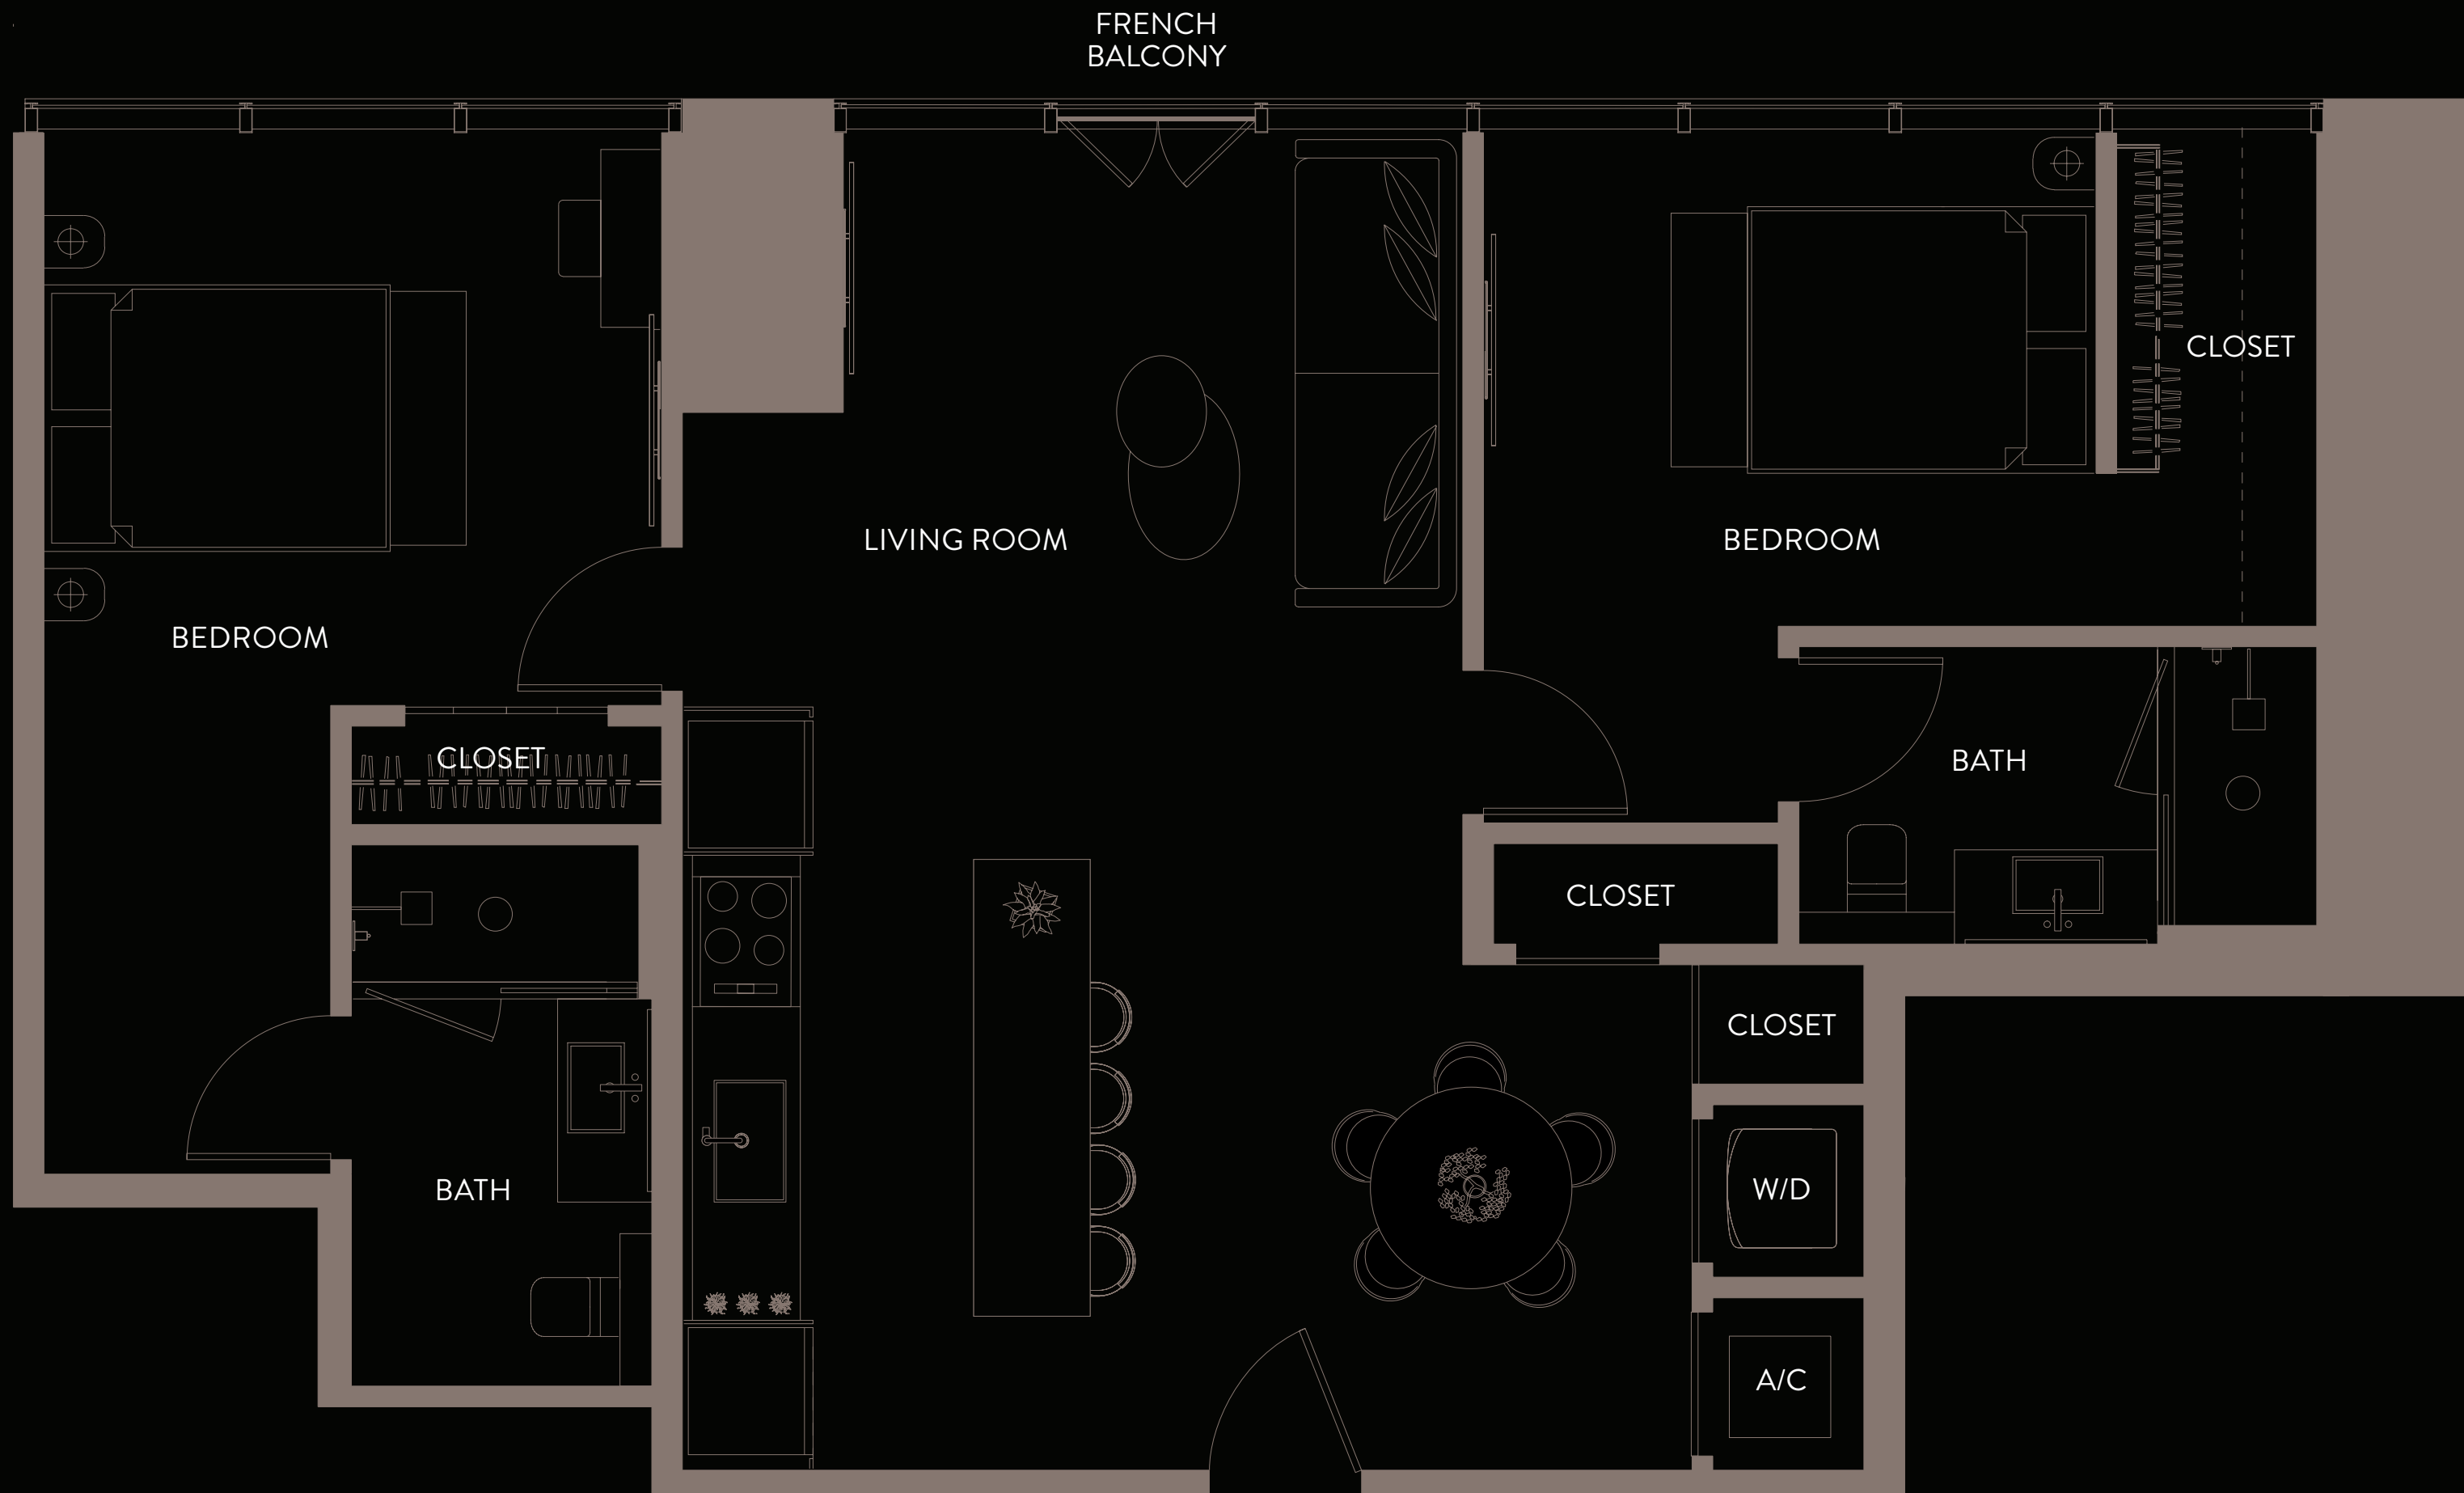 FRENCH
BALCONY
CLOSET
LIVING ROOM
BEDROOM
BEDROOM
CLOSET
BATH
CLOSET
CLOSET
BATH
W/D
A/C